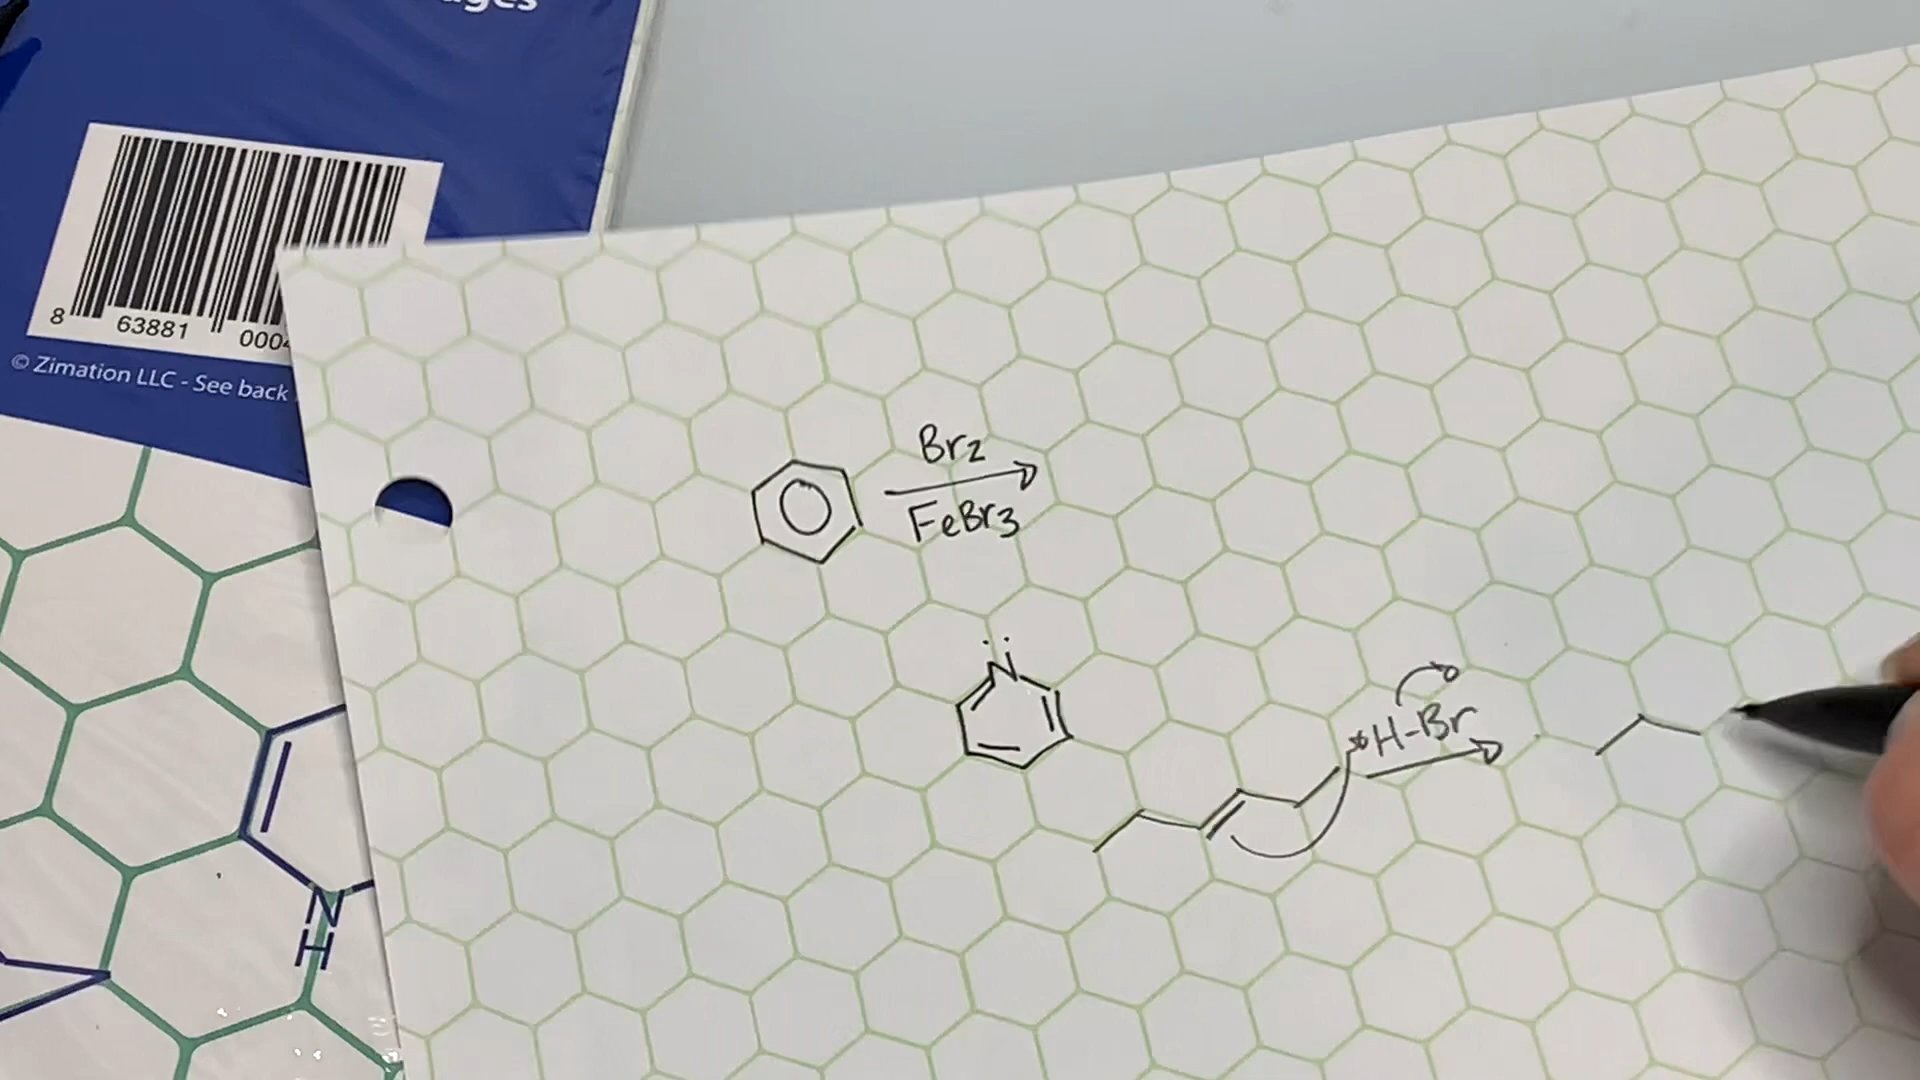 8 63881 000
© Zimation LLC - See back
Br2
FeBr3
N
H-Br
N
H